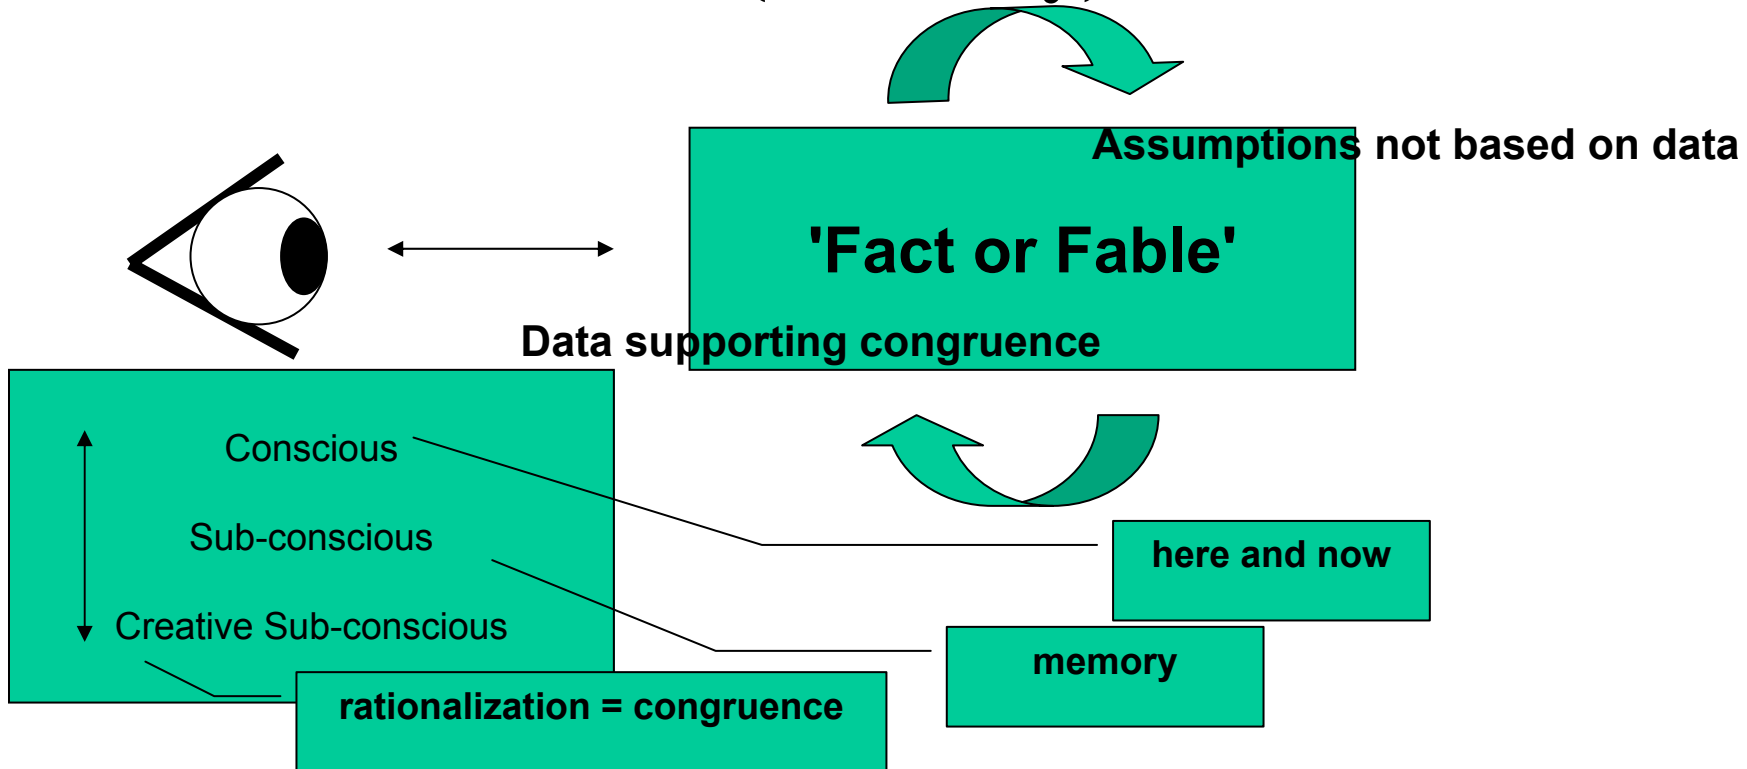 Assumptions not based on data
'Fact or Fable'
Data supporting congruence
Conscious
Sub-conscious
Creative Sub-conscious
here and now
memory
rationalization = congruence